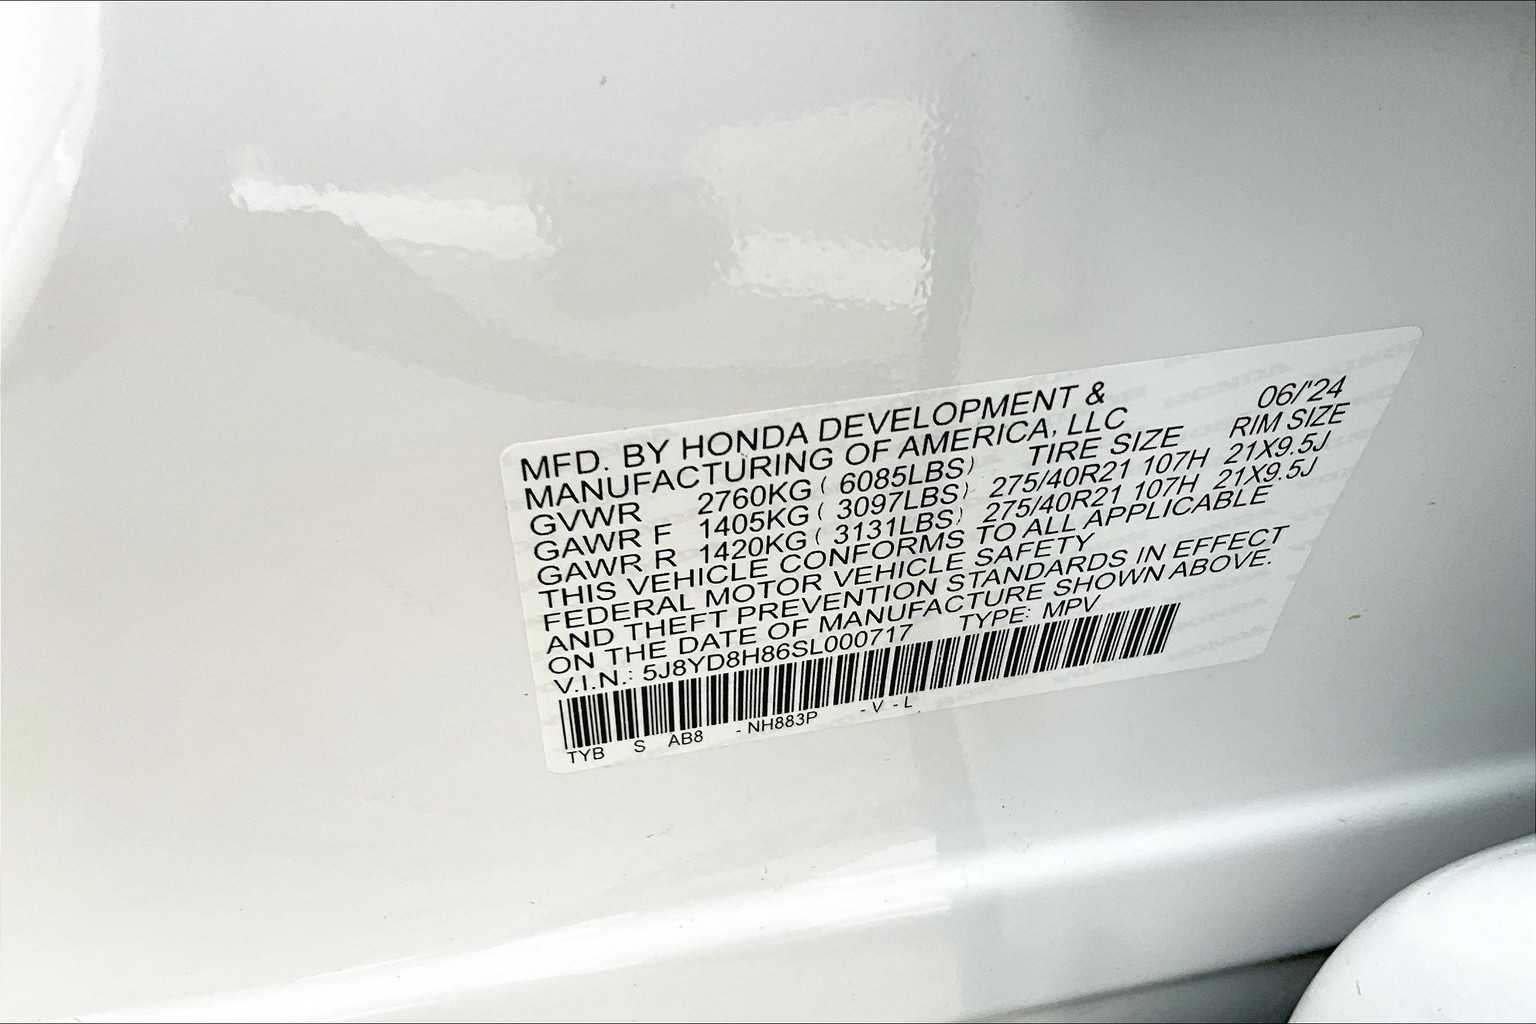 MFD. BY HONDA DEVELOPMENT & 06/'24
MANUFACTURING OF AMERICA, LLC
TIRE SIZE RIM SIZE
GVWR 2760KG ( 6085LBS)
GAWR F 1405KG ( 3097LBS) 275/40R21 107H 21X9.5J
GAWR R 1420KG ( 3131LBS) 275/40R21 107H 21X9.5J
THIS VEHICLE CONFORMS TO ALL APPLICABLE
FEDERAL MOTOR VEHICLE SAFETY
AND THEFT PREVENTION STANDARDS IN EFFECT
ON THE DATE OF MANUFACTURE SHOWN ABOVE.
V.I.N.: 5J8YD8H86SL000717 TYPE: MPV
TYB S AB8 -NH883P -V -L